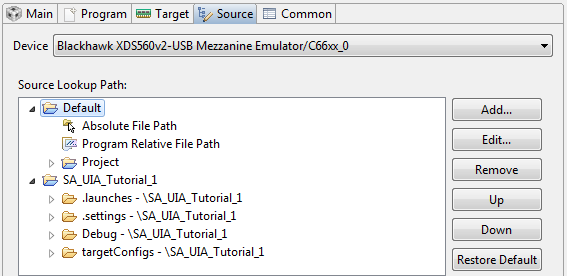 Main Program Target Source Common
Device Blackhawk XDS560v2-USB Mezzanine Emulator/C66xx_0
Source Lookup Path:
Default
Absolute File Path
Program Relative File Path
Project
SA_UIA_Tutorial_1
.launches - \SA_UIA_Tutorial_1
.settings - \SA_UIA_Tutorial_1
Debug - \SA_UIA_Tutorial_1
targetConfigs - \SA_UIA_Tutorial_1
Add...
Edit...
Remove
Up
Down
Restore Default